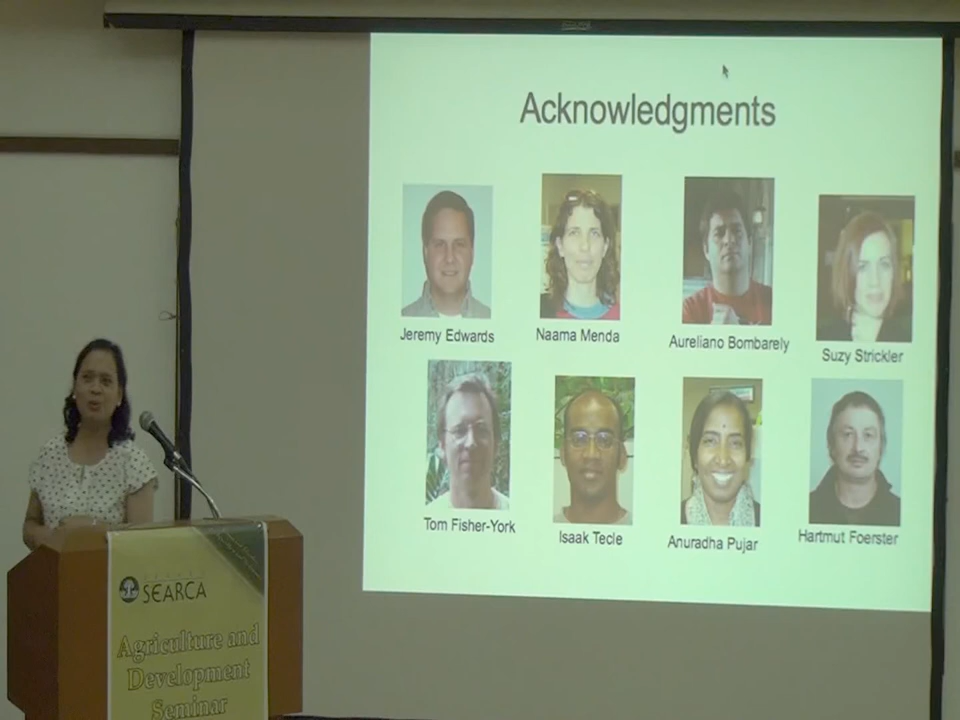 Acknowledgments
Jeremy Edwards
Naama Menda
Aureliano Bombarely
Suzy Strickler
Tom Fisher-York
Isaak Tecle
Anuradha Pujar
Hartmut Foerster
SEARCA
Agriculture and
Development
Seminar